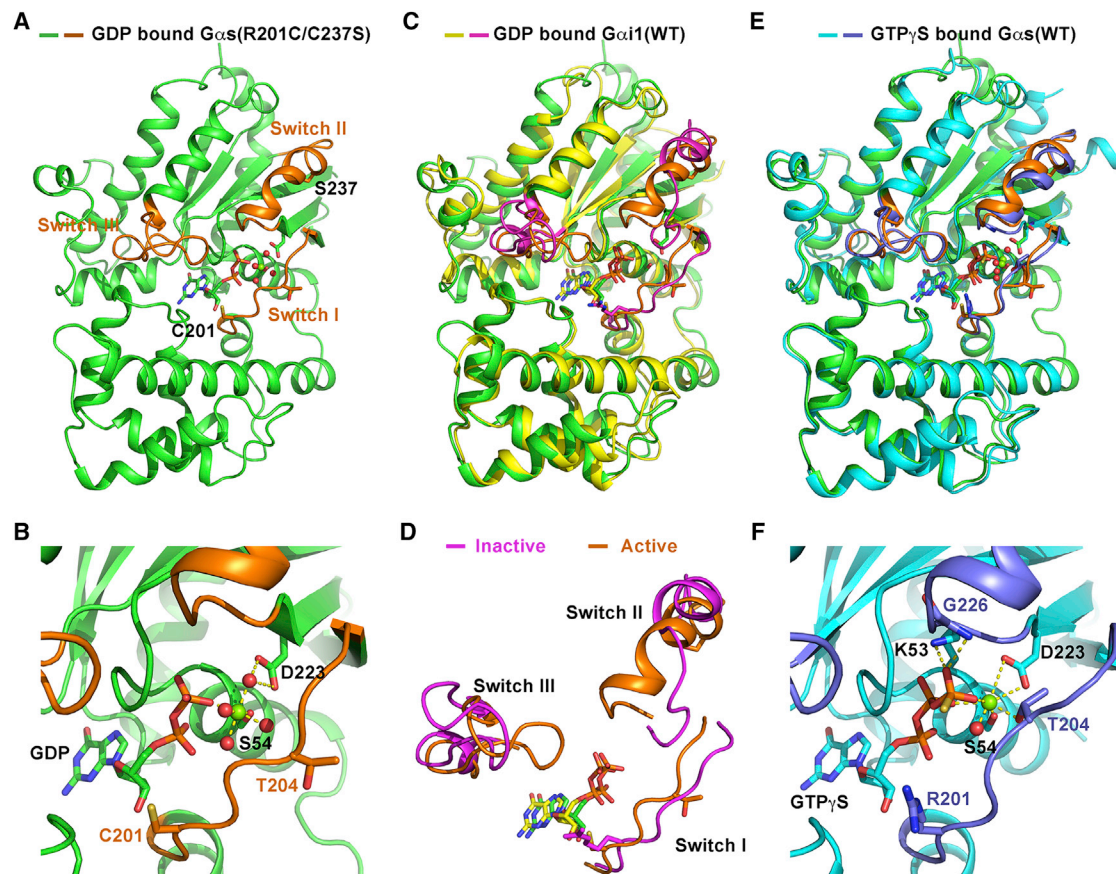 A
GDP bound Gαs(R201C/C237S)
Switch II
S237
Switch III
Switch I
C201
C
GDP bound Gαi1(WT)
E
GTPγS bound Gαs(WT)
B
D223
GDP
S54
T204
C201
D
Inactive
Active
Switch II
Switch III
Switch I
F
G226
K53
D223
T204
S54
GTPγS
R201